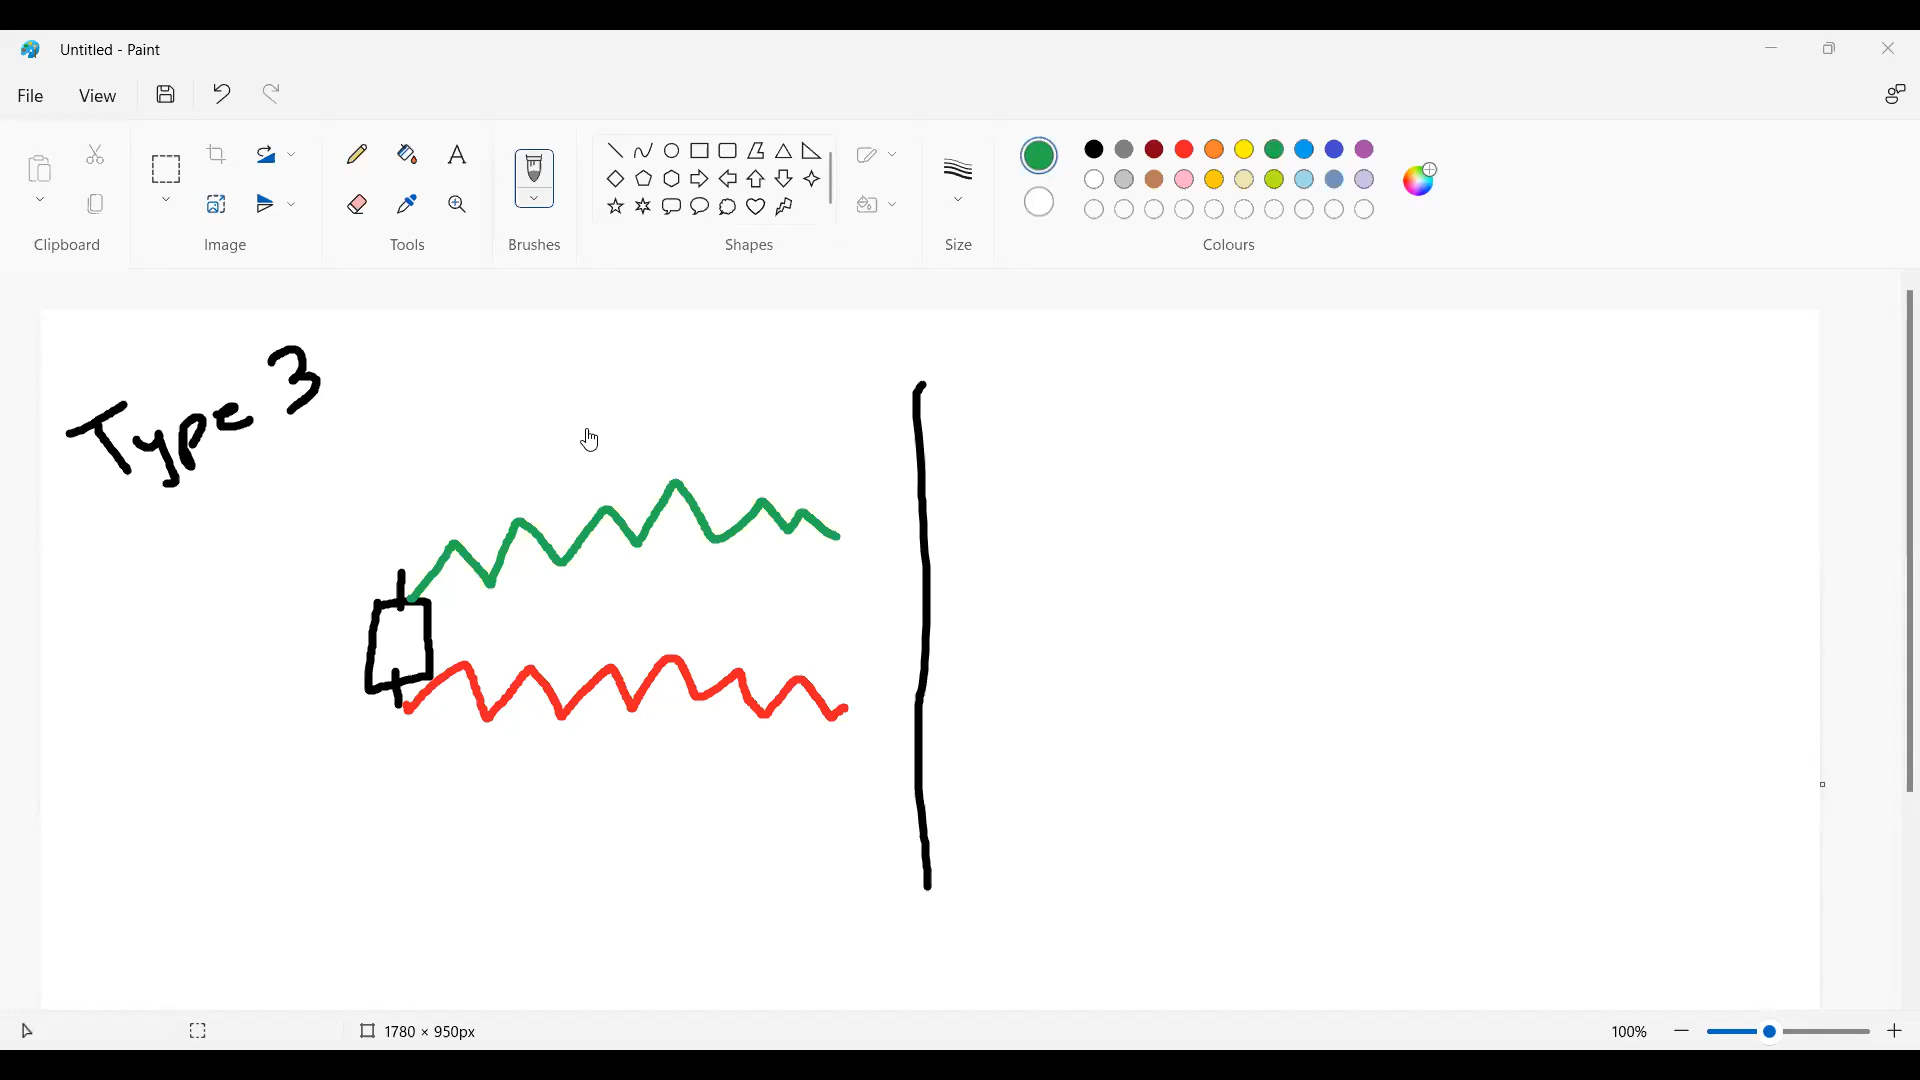 Untitled - Paint
File View
Clipboard Image Tools Brushes Shapes Size Colours
Type 3
1780 × 950px 100%